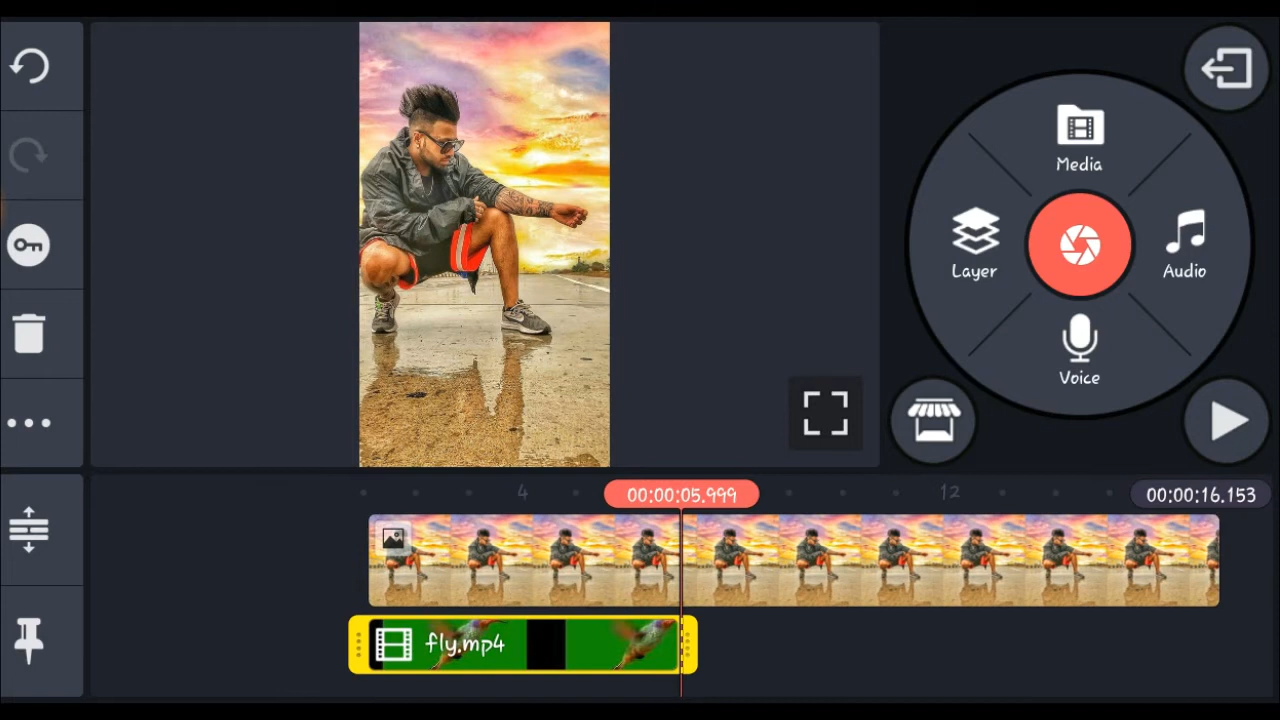 Media
Layer
Audio
Voice
4
00:00:05.999
12
00:00:16.153
fly.mp4